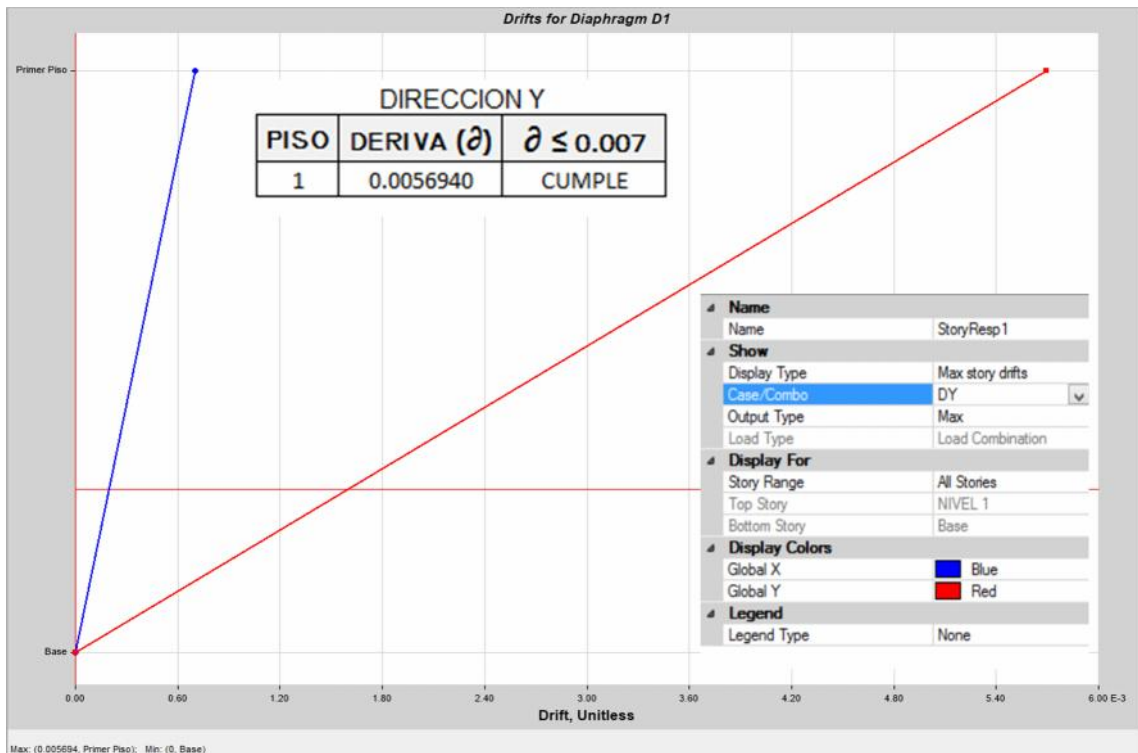 Drifts for Diaphragm D1
Primer Piso
DIRECCION Y
PISO DERIVA (∂) ∂ ≤ 0.007
1 0.0056940 CUMPLE
Name
Name StoryResp1
Show
Display Type Max story drifts
Case/Combo DY
Output Type Max
Load Type Load Combination
Display For
Story Range All Stories
Top Story NIVEL 1
Bottom Story Base
Display Colors
Global X Blue
Global Y Red
Legend
Legend Type None
Base
0.00 0.60 1.20 1.80 2.40 3.00 3.60 4.20 4.80 5.40 6.00 E-3
Drift, Unitless
Max: (0.005694, Primer Piso); Min: (0, Base)